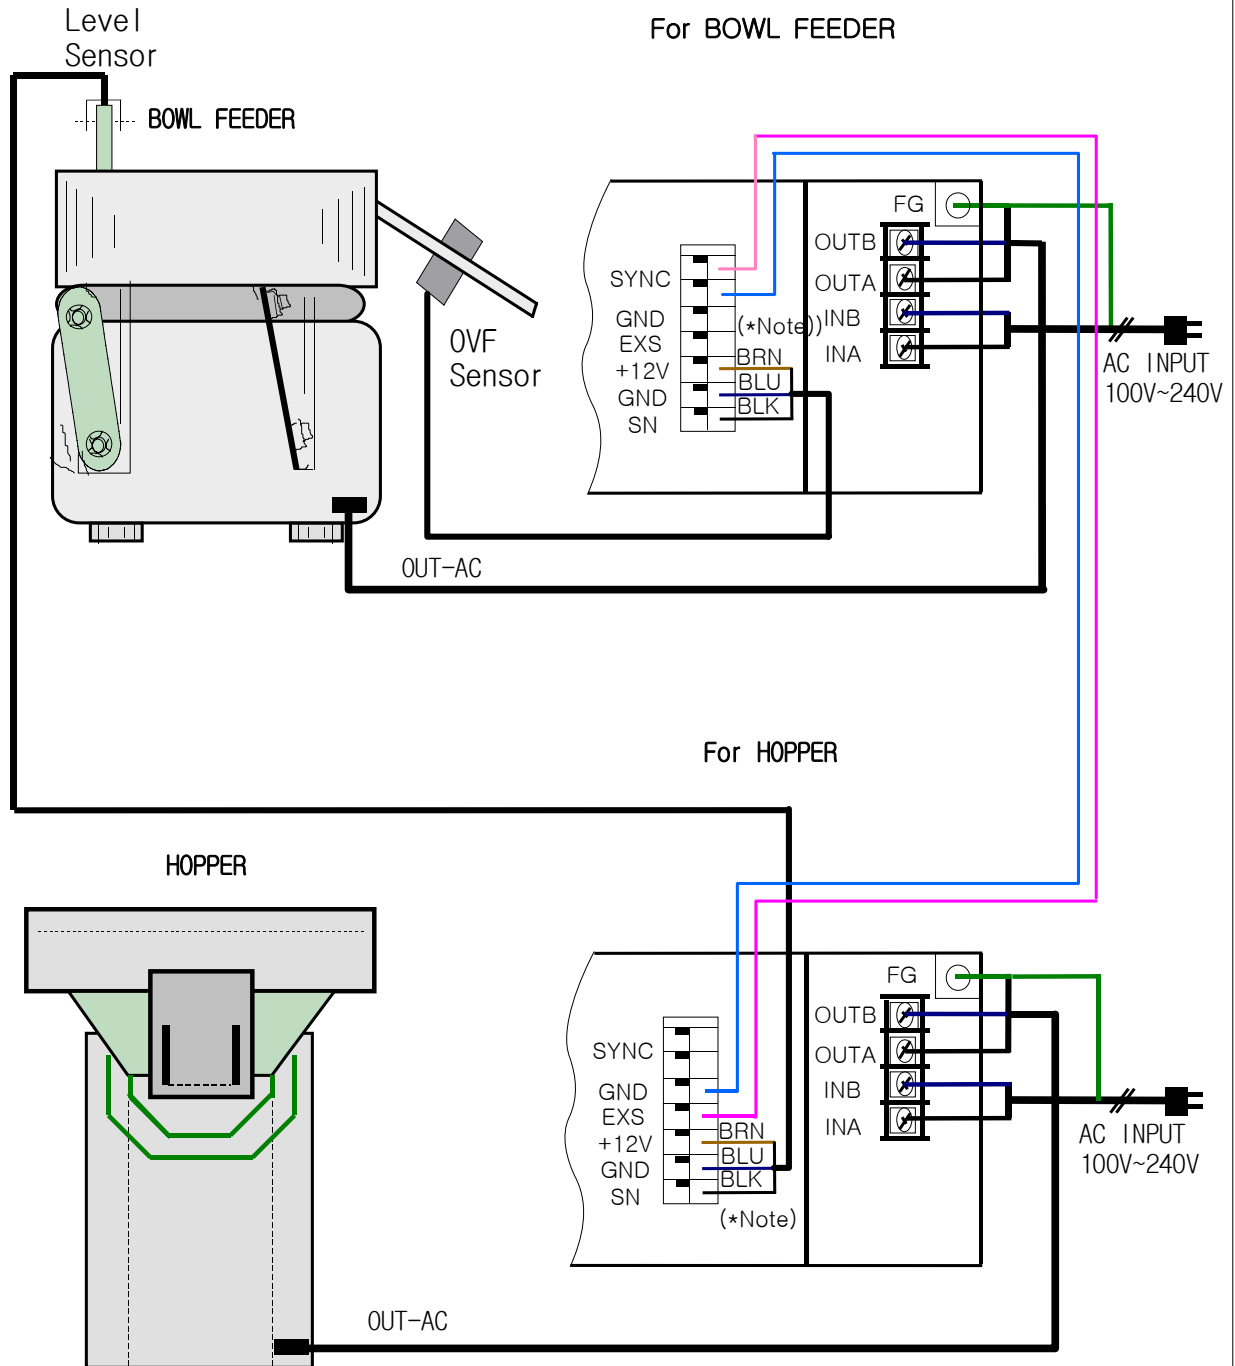 Level
Sensor
For BOWL FEEDER
BOWL FEEDER
FG
OUTB
OUTA
INB
INA
SYNC
GND
EXS
+12V
GND
SN
(*Note))
BRN
BLU
BLK
OVF
Sensor
AC INPUT
100V~240V
OUT-AC
For HOPPER
HOPPER
FG
OUTB
OUTA
INB
INA
SYNC
GND
EXS
+12V
GND
SN
BRN
BLU
BLK
(*Note)
AC INPUT
100V~240V
OUT-AC